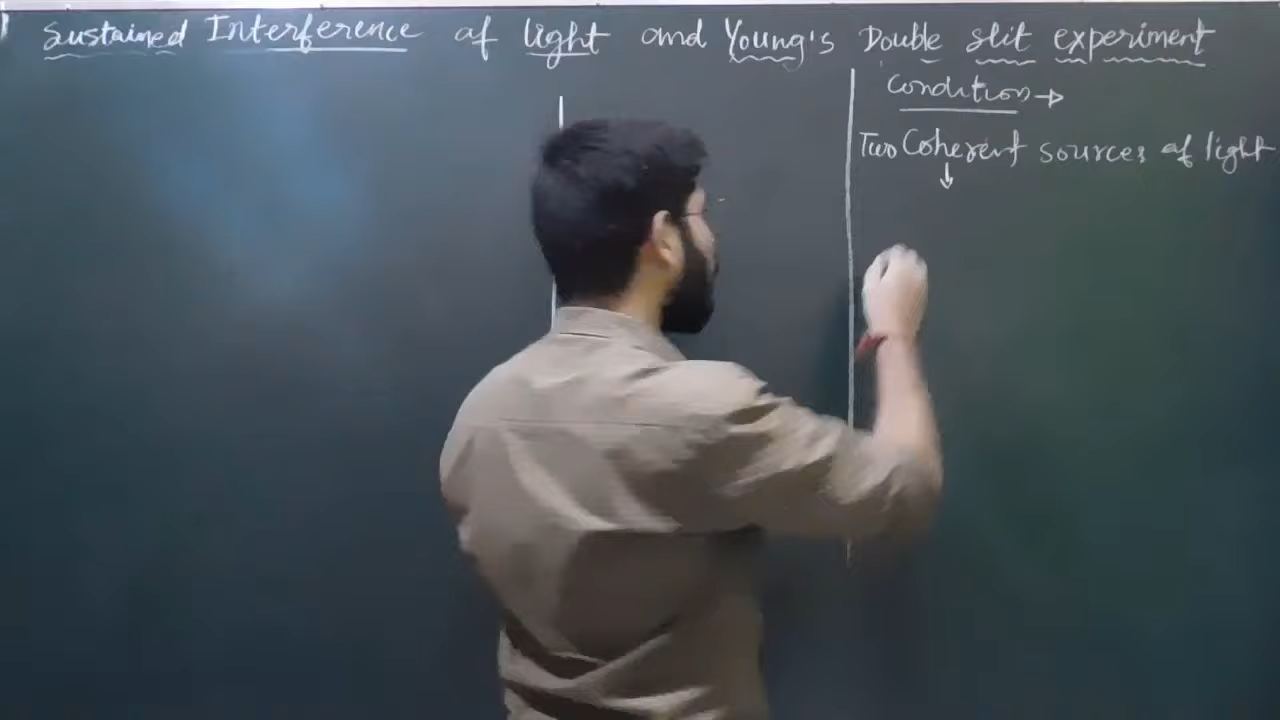 Sustained Interference of light and Young's Double slit experiment
Condition →
Two Coherent sources of light
↓